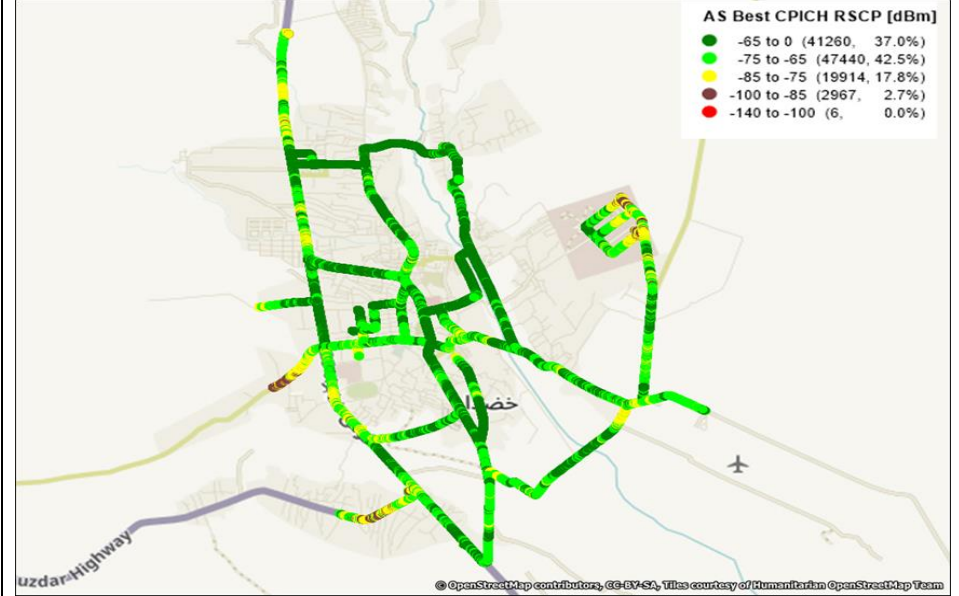 AS Best CPICH RSCP [dBm]
-65 to 0 (41260, 37.0%)
-75 to -65 (47440, 42.5%)
-85 to -75 (19914, 17.8%)
-100 to -85 (2967, 2.7%)
-140 to -100 (6, 0.0%)
uzdar Highway
© OpenStreetMap contributors, CC-BY-SA, Tiles courtesy of Humanitarian OpenStreetMap Team